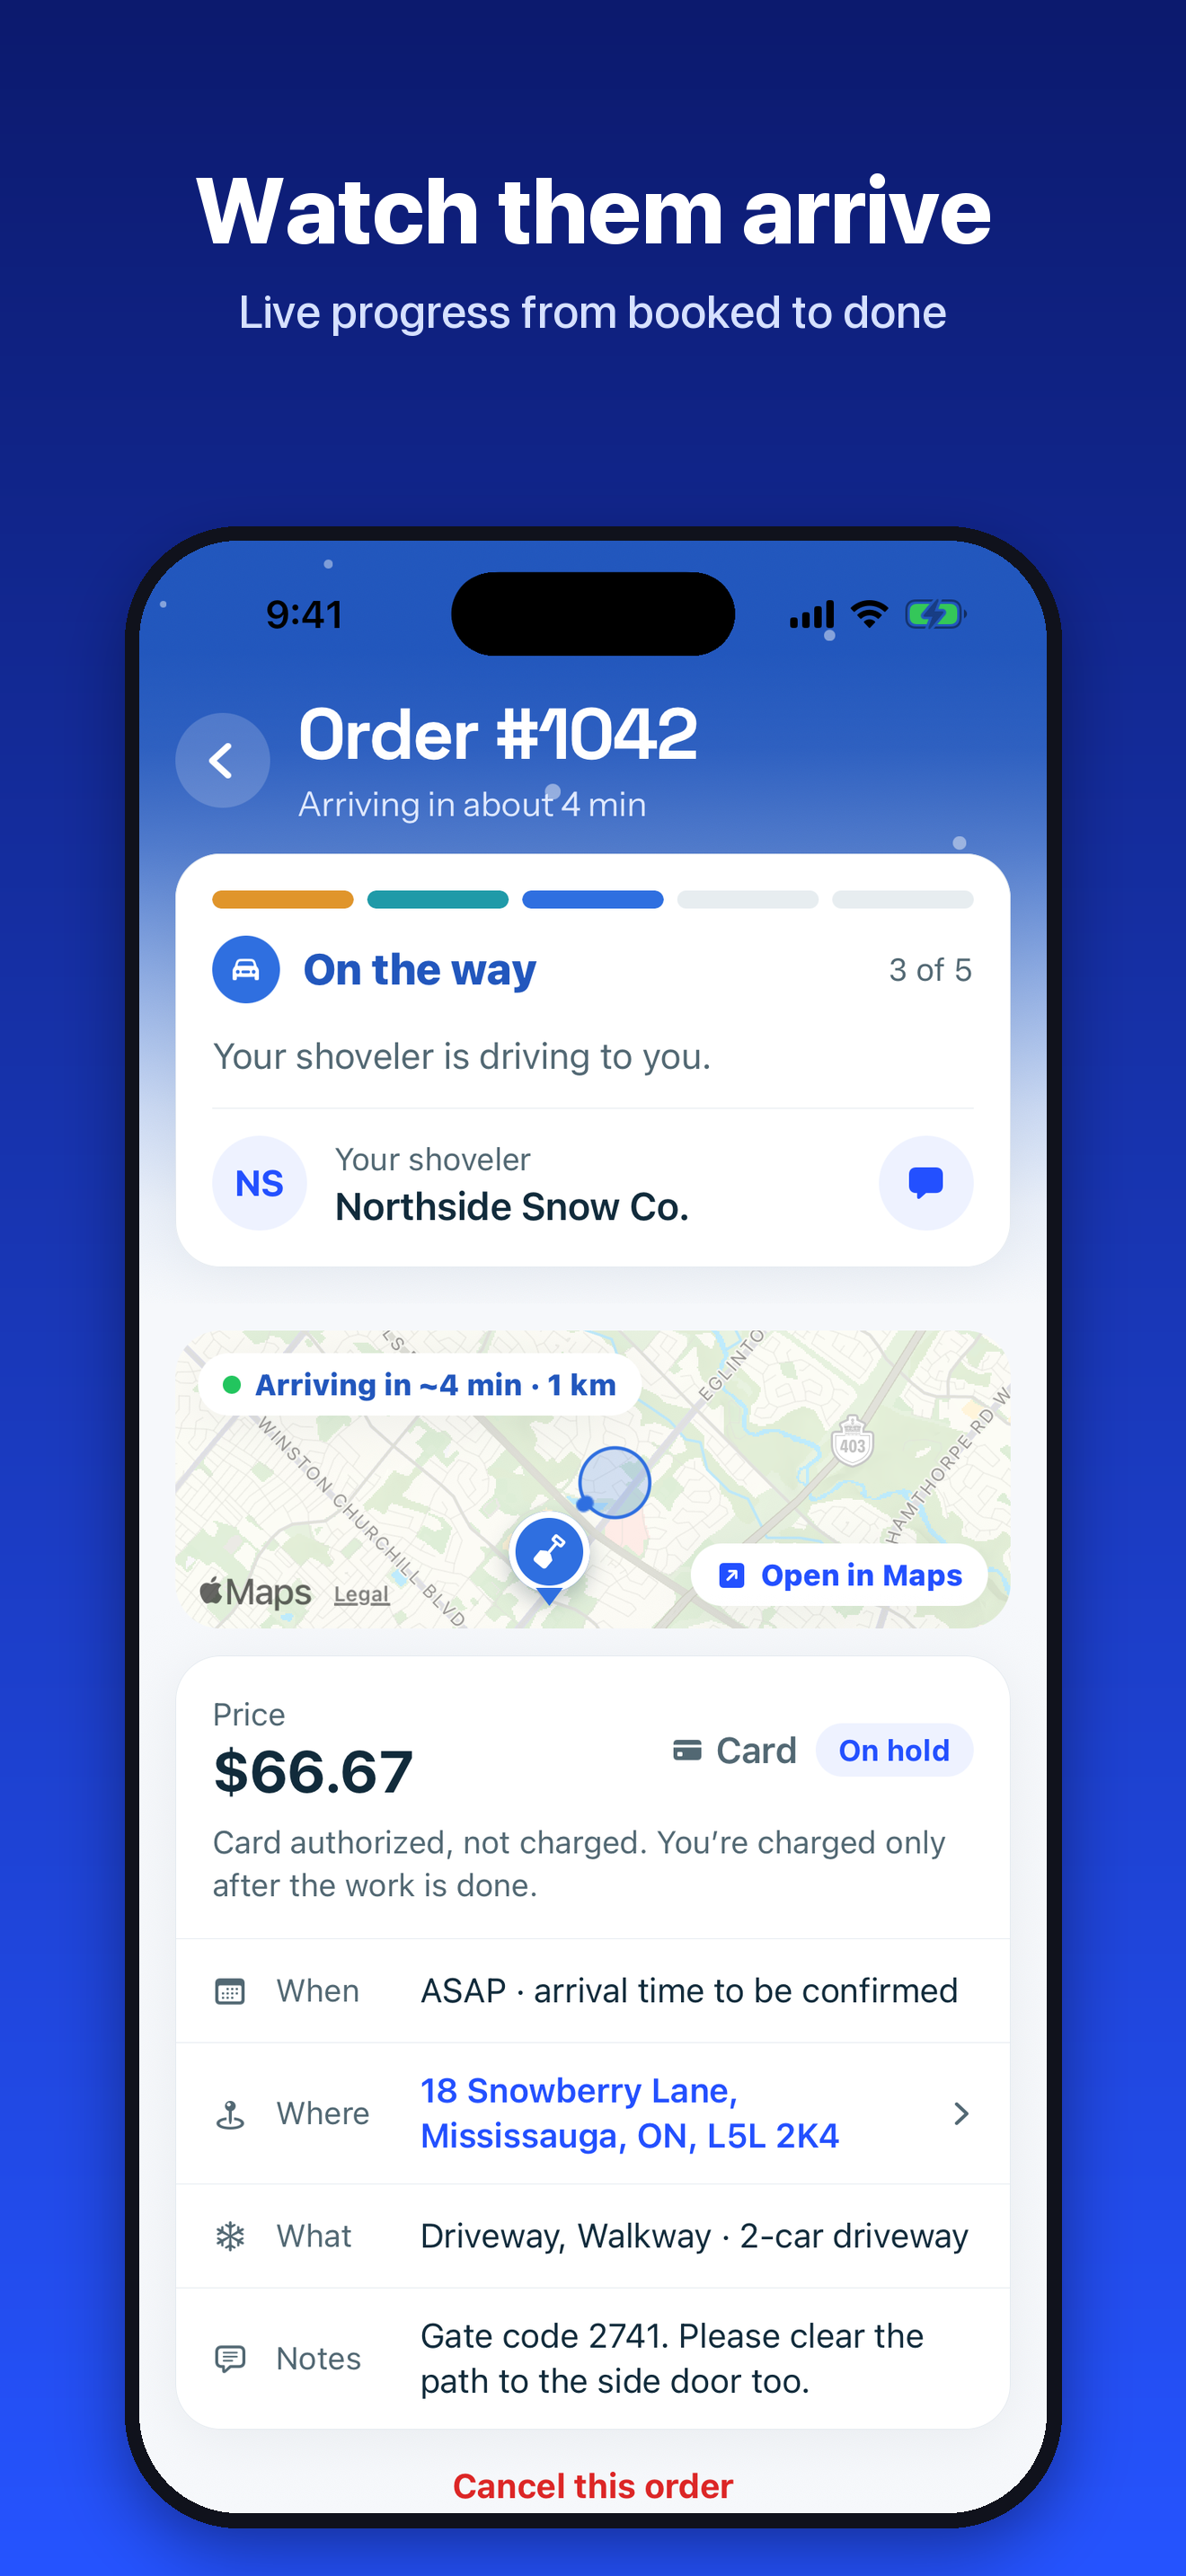 Watch them arrive
Live progress from booked to done
9:41
Order #1042
Arriving in about 4 min
On the way
3 of 5
Your shoveler is driving to you.
NS
Your shoveler
Northside Snow Co.
Arriving in ~4 min · 1 km
EGLINTO
WINSTON CHURCHILL BLVD
403
HAMTHORPE RD W
Maps
Legal
Open in Maps
Price
$66.67
Card
On hold
Card authorized, not charged. You’re charged only
after the work is done.
When
ASAP · arrival time to be confirmed
Where
18 Snowberry Lane,
Mississauga, ON, L5L 2K4
What
Driveway, Walkway · 2-car driveway
Notes
Gate code 2741. Please clear the
path to the side door too.
Cancel this order